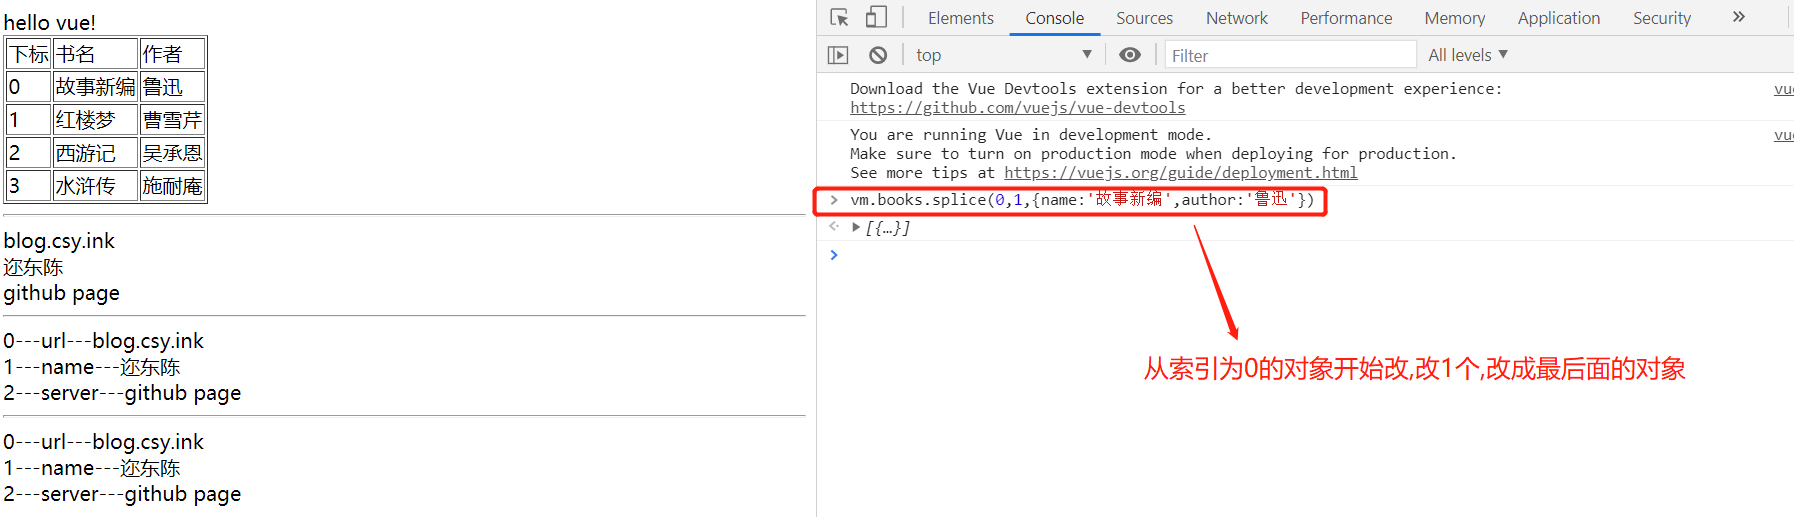 hello vue!
下标 书名 作者
0 故事新编 鲁迅
1 红楼梦 曹雪芹
2 西游记 吴承恩
3 水浒传 施耐庵
blog.csy.ink
迩东陈
github page
0---url---blog.csy.ink
1---name---迩东陈
2---server---github page
0---url---blog.csy.ink
1---name---迩东陈
2---server---github page
Elements Console Sources Network Performance Memory Application Security »
top ▼ Filter All levels ▼
Download the Vue Devtools extension for a better development experience: vue
https://github.com/vuejs/vue-devtools
You are running Vue in development mode. vue
Make sure to turn on production mode when deploying for production.
See more tips at https://vuejs.org/guide/deployment.html
> vm.books.splice(0,1,{name:'故事新编',author:'鲁迅'})
▶ [{…}]
>
从索引为0的对象开始改,改1个,改成最后面的对象